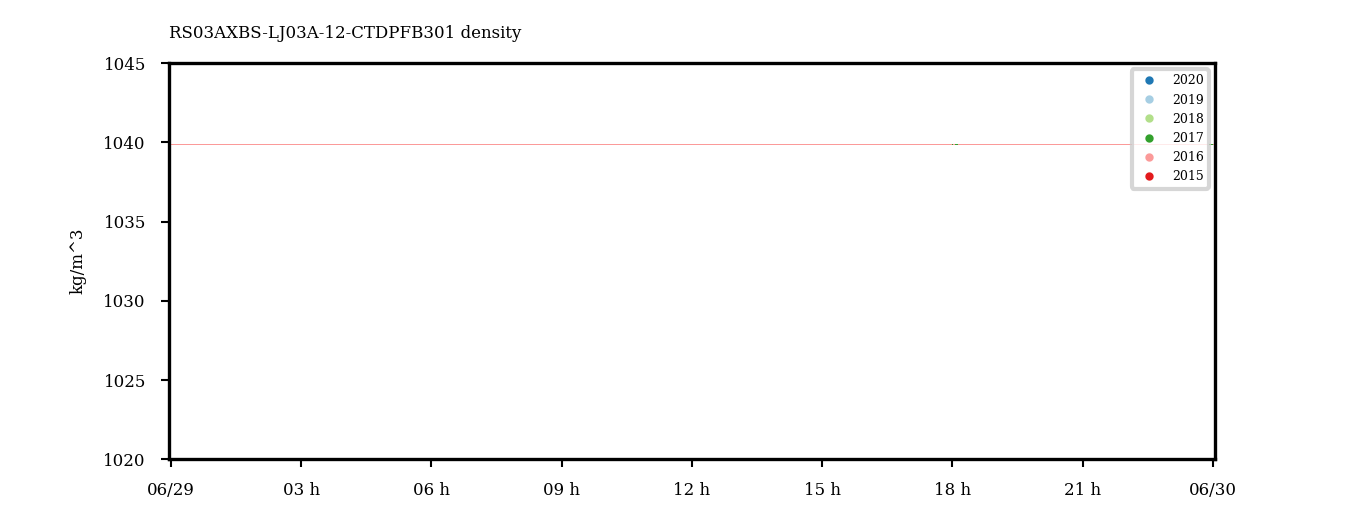 RS03AXBS-LJ03A-12-CTDPFB301 density
1045
1040
1035
1030
1025
1020
kg/m^3
2020
2019
2018
2017
2016
2015
06/29
03 h
06 h
09 h
12 h
15 h
18 h
21 h
06/30